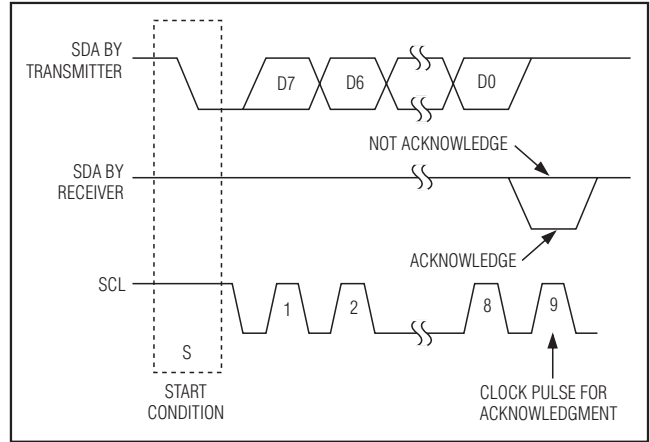 SDA BY
TRANSMITTER
D7
D6
D0
NOT ACKNOWLEDGE
SDA BY
RECEIVER
ACKNOWLEDGE
SCL
1
2
8
9
S
START
CONDITION
CLOCK PULSE FOR
ACKNOWLEDGMENT